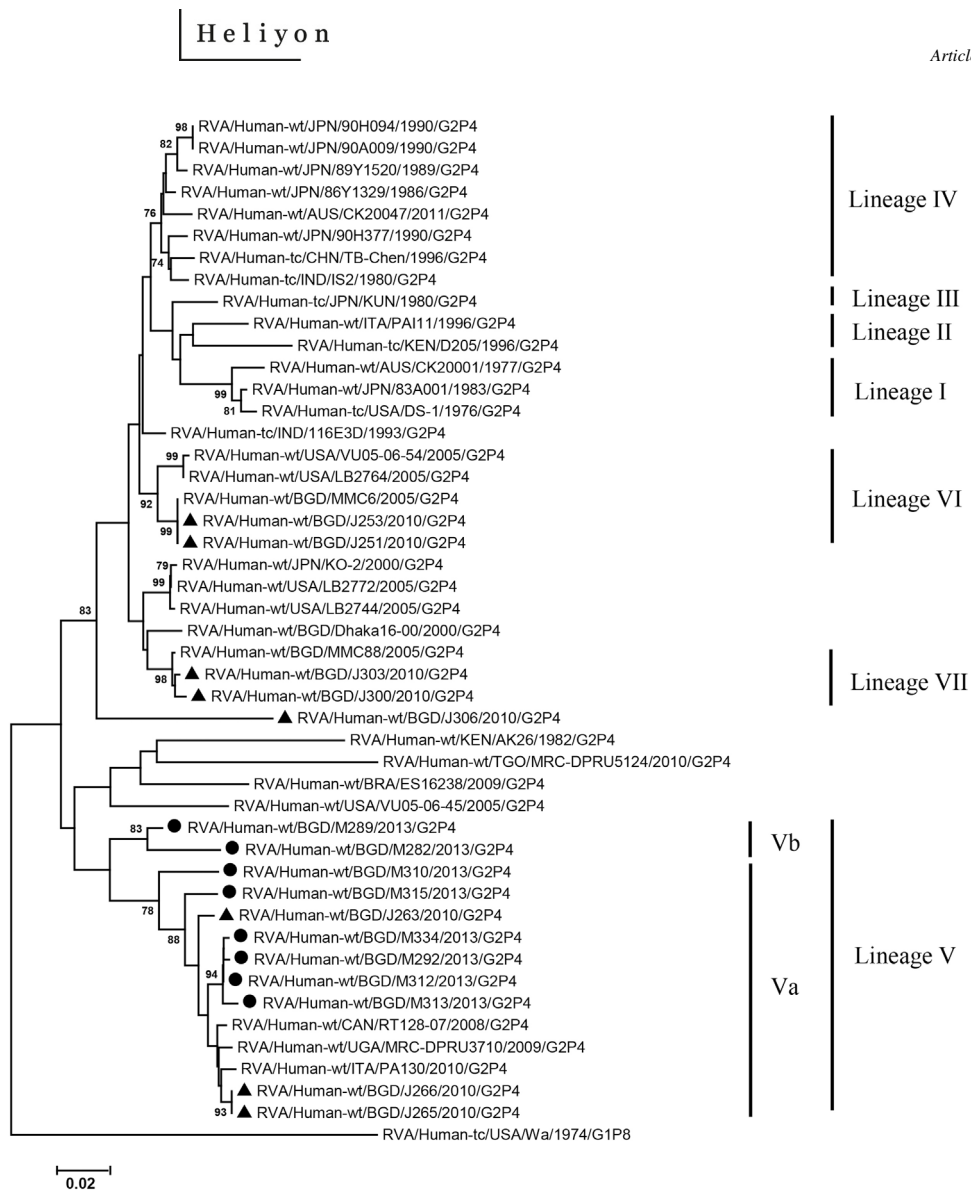 Heliyon
Articl
98
RVA/Human-wt/JPN/90H094/1990/G2P4
82
RVA/Human-wt/JPN/90A009/1990/G2P4
RVA/Human-wt/JPN/89Y1520/1989/G2P4
RVA/Human-wt/JPN/86Y1329/1986/G2P4
Lineage IV
76
RVA/Human-wt/AUS/CK20047/2011/G2P4
RVA/Human-wt/JPN/90H377/1990/G2P4
74
RVA/Human-tc/CHN/TB-Chen/1996/G2P4
RVA/Human-tc/IND/IS2/1980/G2P4
RVA/Human-tc/JPN/KUN/1980/G2P4
Lineage III
RVA/Human-wt/ITA/PAI11/1996/G2P4
Lineage II
RVA/Human-tc/KEN/D205/1996/G2P4
RVA/Human-wt/AUS/CK20001/1977/G2P4
99
RVA/Human-wt/JPN/83A001/1983/G2P4
Lineage I
81
RVA/Human-tc/USA/DS-1/1976/G2P4
RVA/Human-tc/IND/116E3D/1993/G2P4
99
RVA/Human-wt/USA/VU05-06-54/2005/G2P4
RVA/Human-wt/USA/LB2764/2005/G2P4
92
RVA/Human-wt/BGD/MMC6/2005/G2P4
Lineage VI
RVA/Human-wt/BGD/J253/2010/G2P4
99
RVA/Human-wt/BGD/J251/2010/G2P4
79
RVA/Human-wt/JPN/KO-2/2000/G2P4
99
RVA/Human-wt/USA/LB2772/2005/G2P4
RVA/Human-wt/USA/LB2744/2005/G2P4
83
RVA/Human-wt/BGD/Dhaka16-00/2000/G2P4
RVA/Human-wt/BGD/MMC88/2005/G2P4
98
RVA/Human-wt/BGD/J303/2010/G2P4
Lineage VII
RVA/Human-wt/BGD/J300/2010/G2P4
RVA/Human-wt/BGD/J306/2010/G2P4
RVA/Human-wt/KEN/AK26/1982/G2P4
RVA/Human-wt/TGO/MRC-DPRU5124/2010/G2P4
RVA/Human-wt/BRA/ES16238/2009/G2P4
RVA/Human-wt/USA/VU05-06-45/2005/G2P4
83
RVA/Human-wt/BGD/M289/2013/G2P4
Vb
RVA/Human-wt/BGD/M282/2013/G2P4
RVA/Human-wt/BGD/M310/2013/G2P4
78
RVA/Human-wt/BGD/M315/2013/G2P4
RVA/Human-wt/BGD/J263/2010/G2P4
88
RVA/Human-wt/BGD/M334/2013/G2P4
RVA/Human-wt/BGD/M292/2013/G2P4
Lineage V
94
RVA/Human-wt/BGD/M312/2013/G2P4
Va
RVA/Human-wt/BGD/M313/2013/G2P4
RVA/Human-wt/CAN/RT128-07/2008/G2P4
RVA/Human-wt/UGA/MRC-DPRU3710/2009/G2P4
RVA/Human-wt/ITA/PA130/2010/G2P4
RVA/Human-wt/BGD/J266/2010/G2P4
93
RVA/Human-wt/BGD/J265/2010/G2P4
RVA/Human-tc/USA/Wa/1974/G1P8
0.02